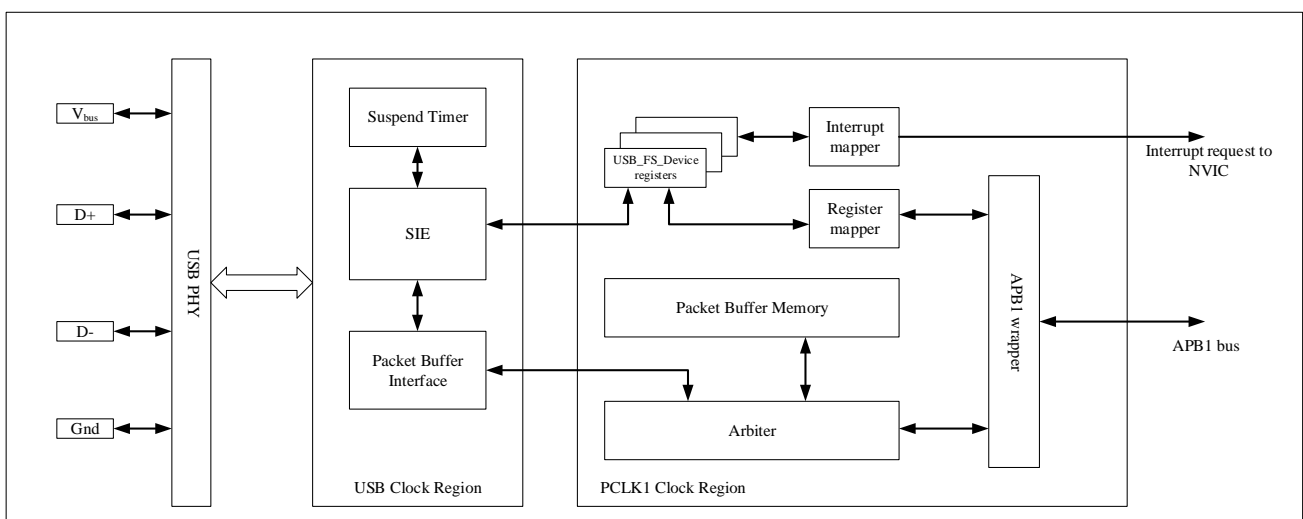 V_bus
D+
D-
Gnd
USB PHY
Suspend Timer
SIE
Packet Buffer
Interface
USB Clock Region
USB_FS_Device
registers
Interrupt
mapper
Register
mapper
Packet Buffer Memory
Arbiter
PCLK1 Clock Region
APB1 wrapper
Interrupt request to
NVIC
APB1 bus